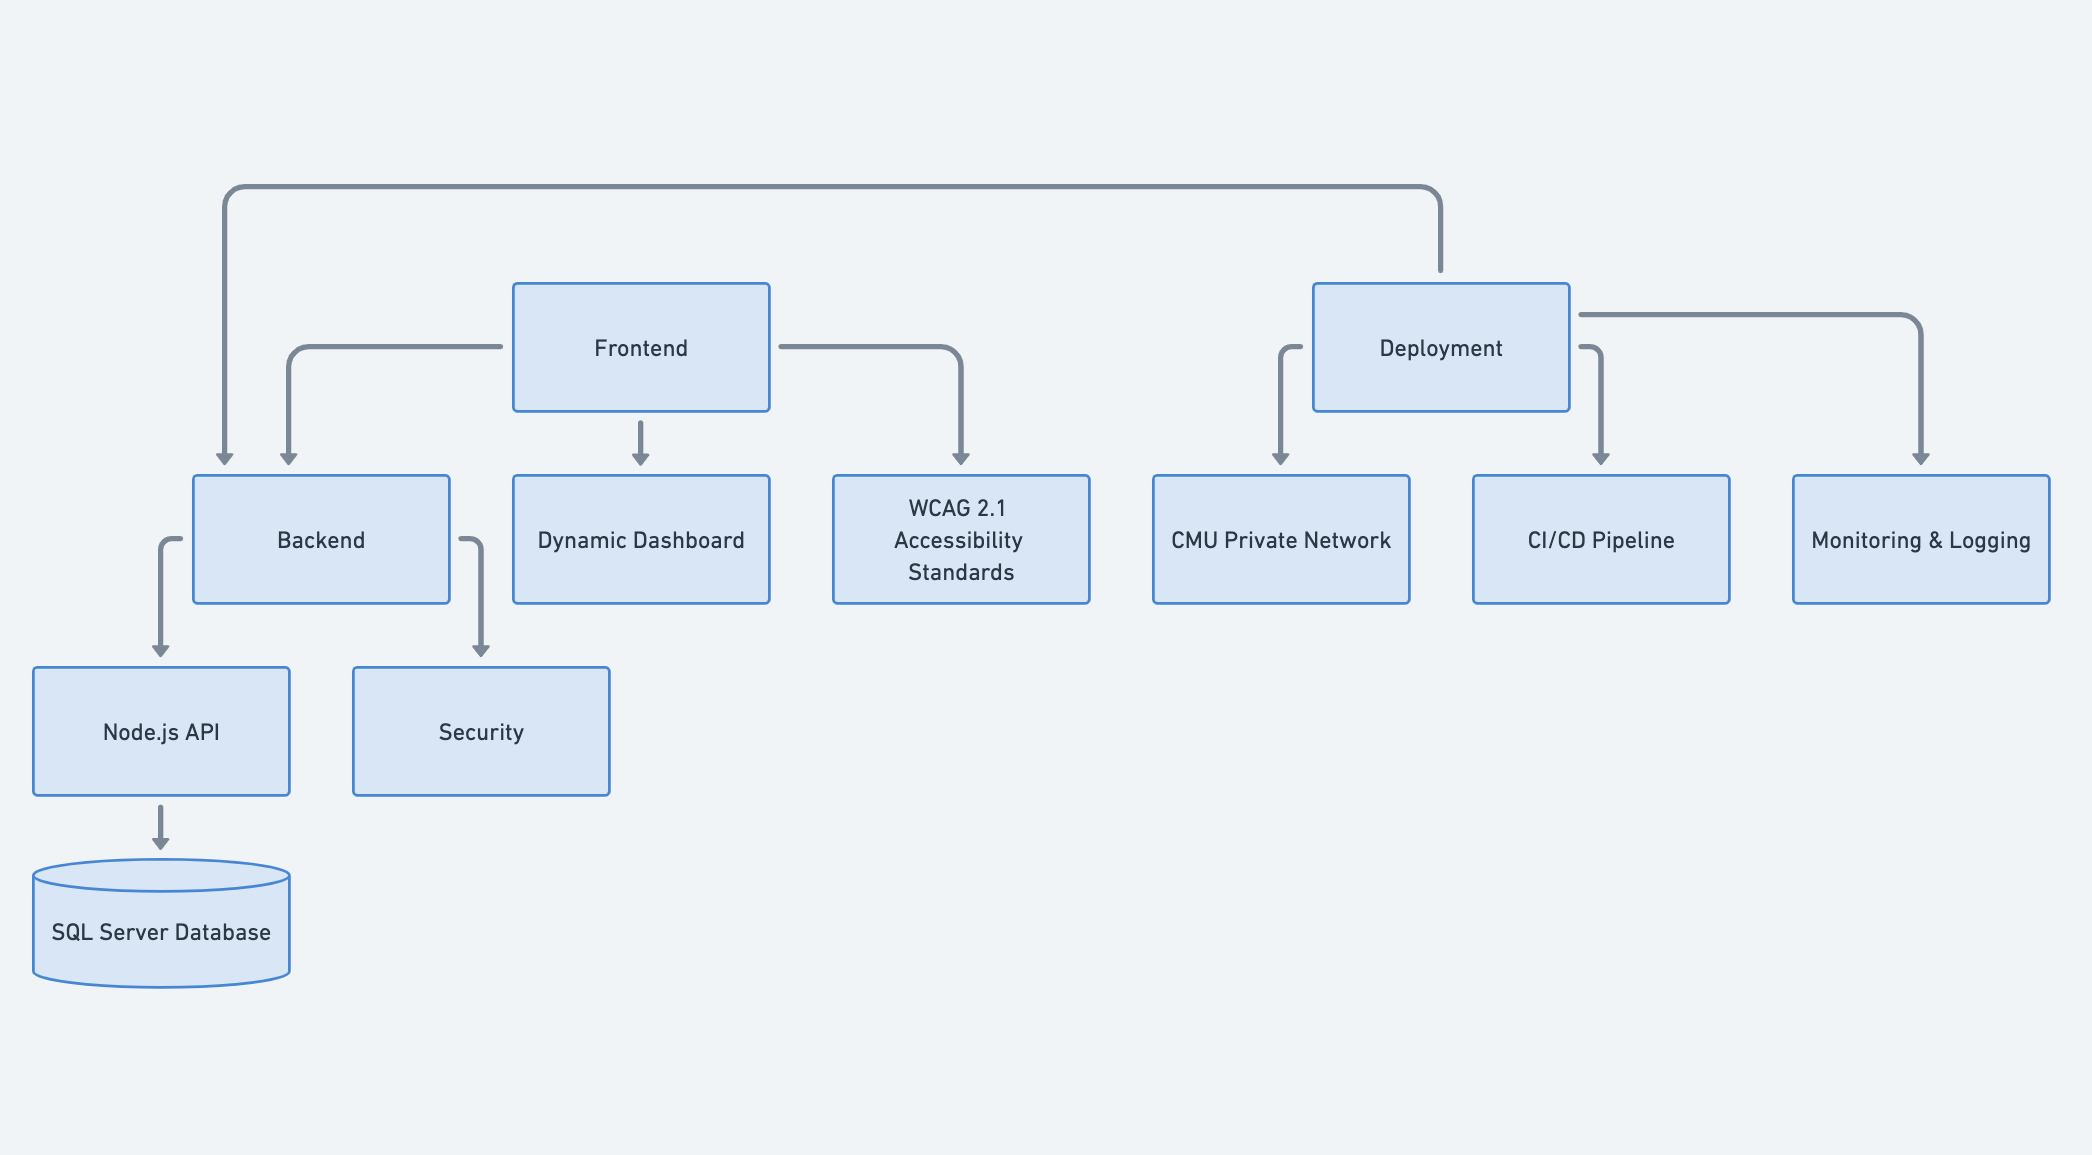 Frontend
Deployment
Backend
Dynamic Dashboard
WCAG 2.1
Accessibility
Standards
CMU Private Network
CI/CD Pipeline
Monitoring & Logging
Node.js API
Security
SQL Server Database